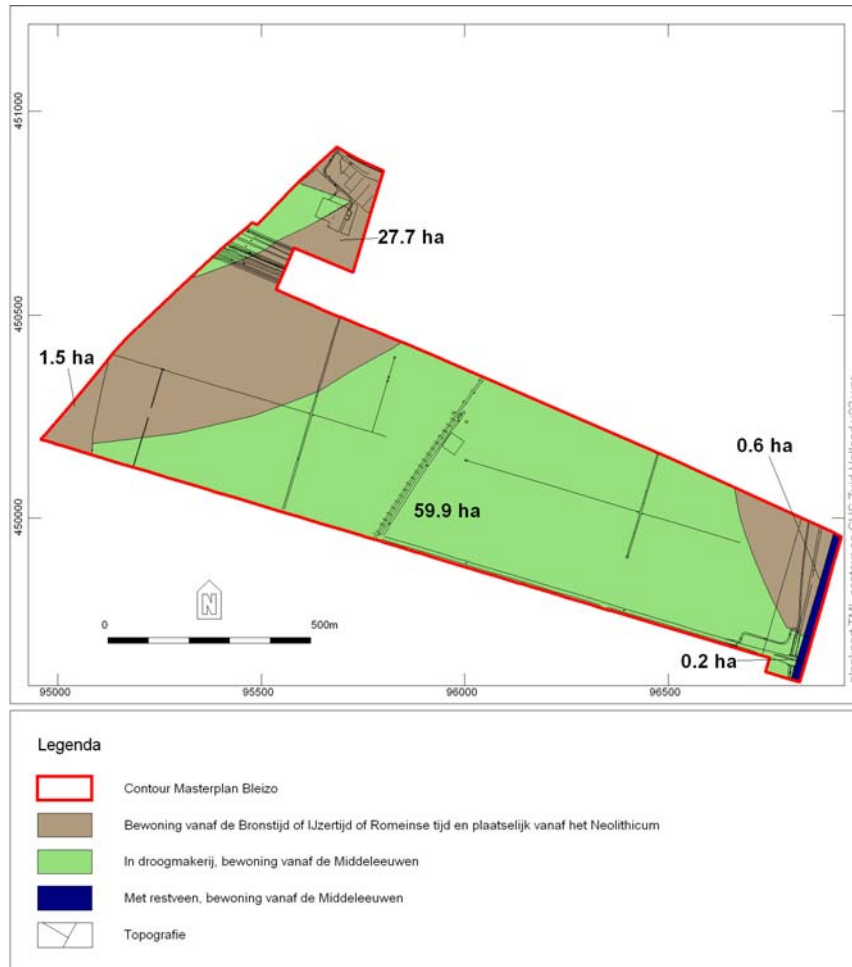 451000
27.7 ha
450500
1.5 ha
0.6 ha
59.9 ha
450000
N
0
500m
0.2 ha
95000
95500
96000
96500
Legenda
Contour Masterplan Bleizo
Bewoning vanaf de Bronstijd of IJzertijd of Romeinse tijd en plaatselijk vanaf het Neolithicum
In droogmakerij, bewoning vanaf de Middeleeuwen
Met restveen, bewoning vanaf de Middeleeuwen
Topografie